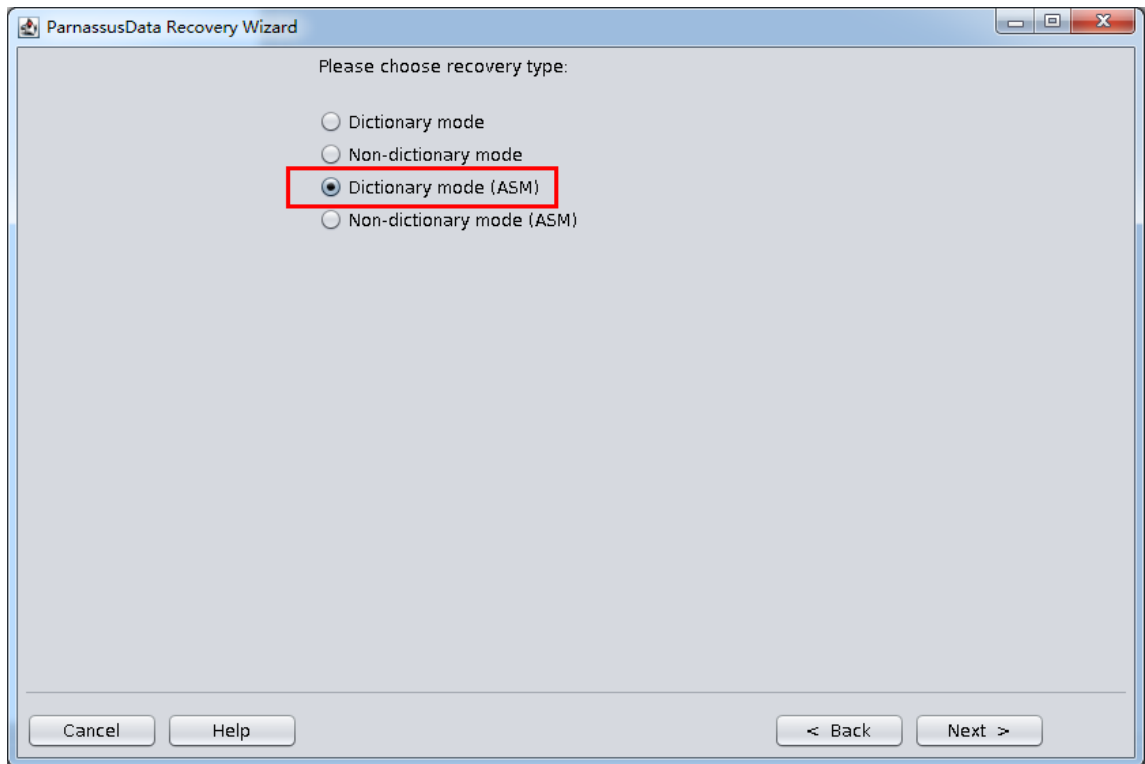 ParnassusData Recovery Wizard
Please choose recovery type:
Dictionary mode
Non-dictionary mode
Dictionary mode (ASM)
Non-dictionary mode (ASM)
Cancel
Help
< Back
Next >